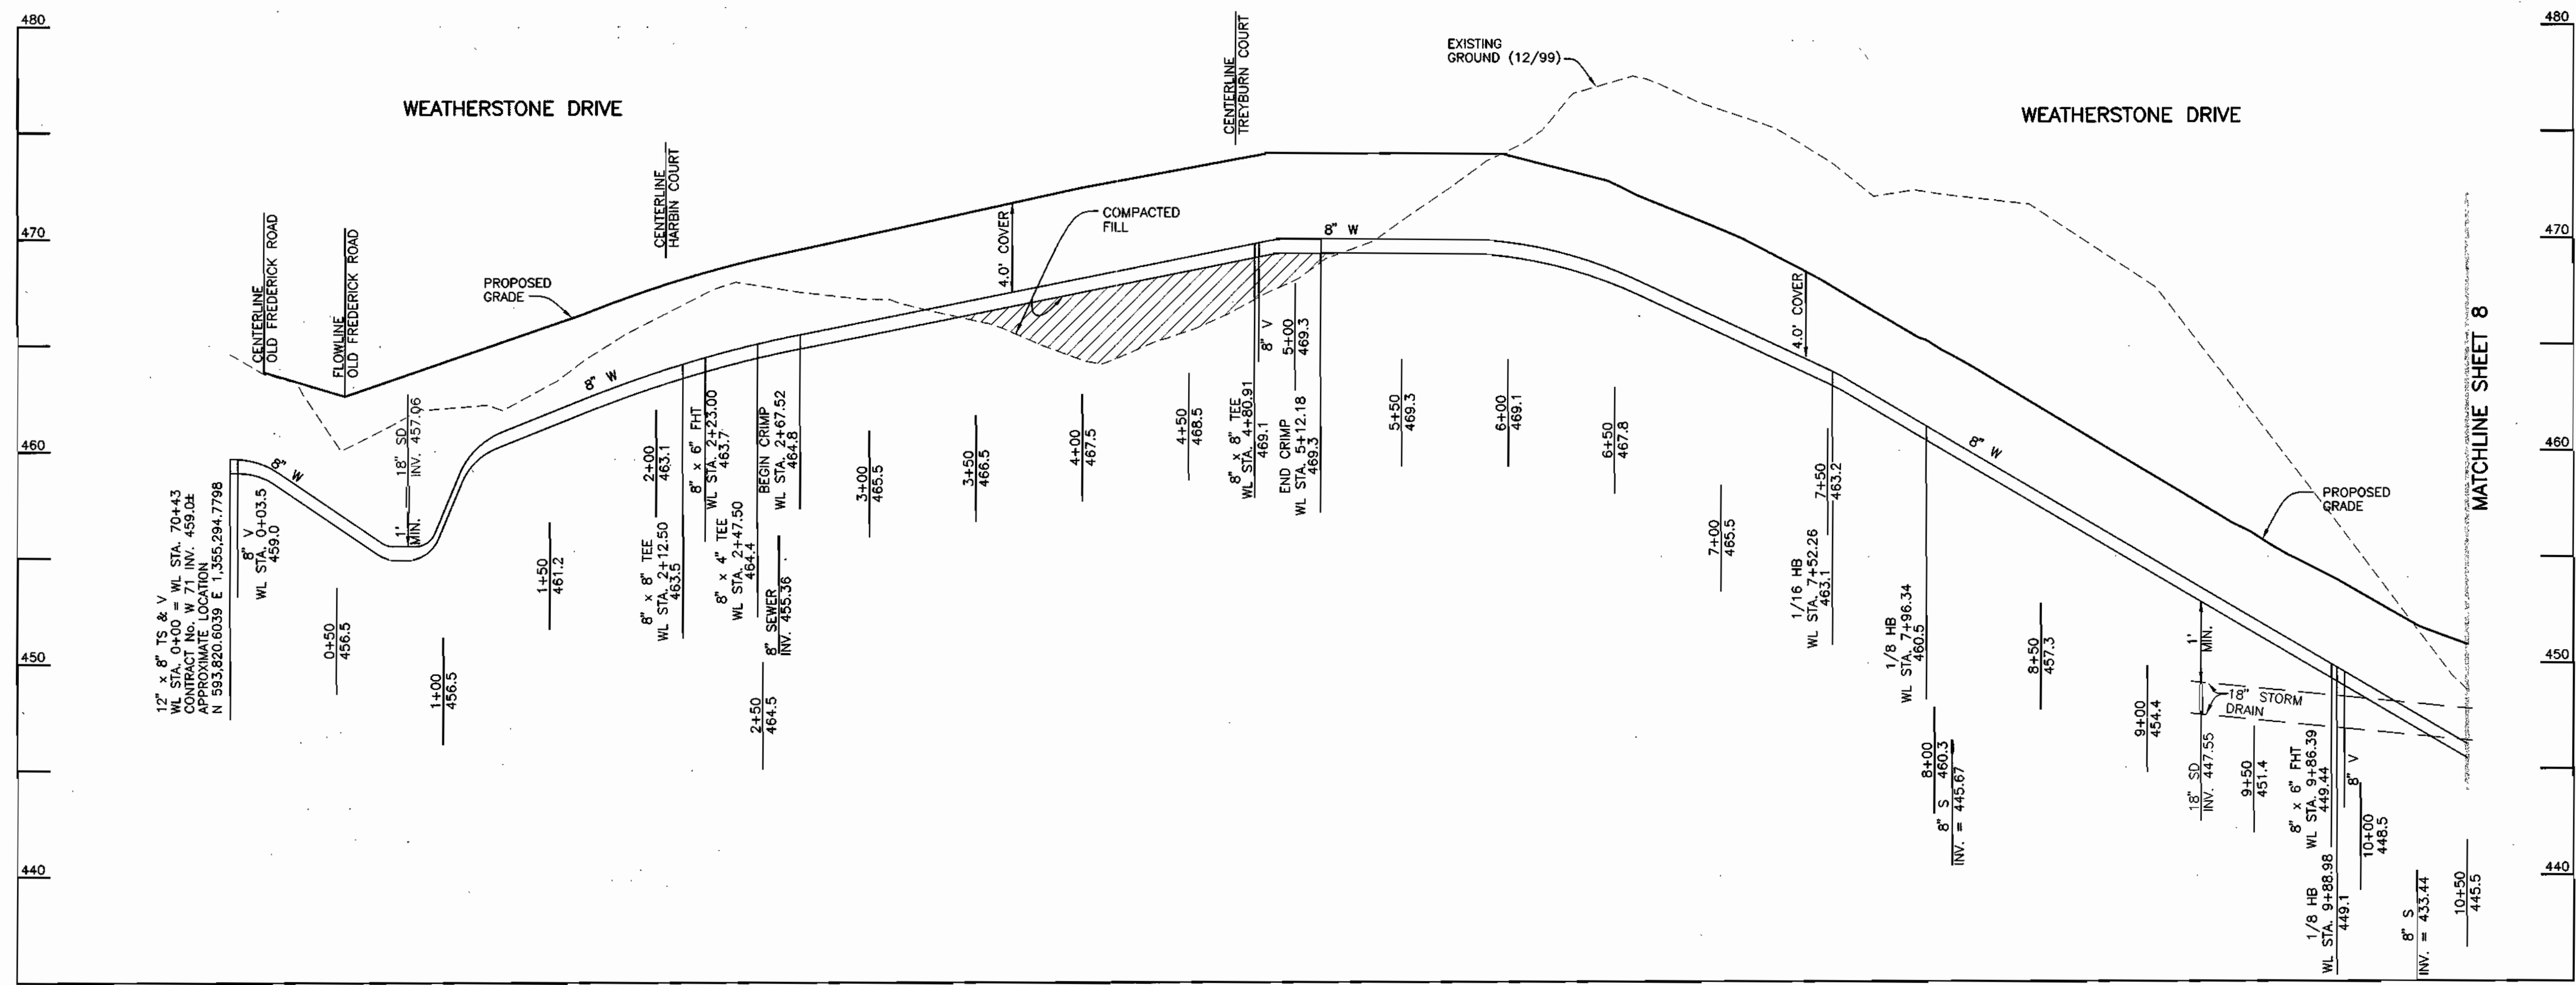 480
480
470
470
460
460
450
450
440
440
WEATHERSTONE DRIVE
WEATHERSTONE DRIVE
CENTERLINE
OLD FREDERICK ROAD
FLOWLINE
OLD FREDERICK ROAD
PROPOSED
GRADE
CENTERLINE
HARBIN COURT
4.0' COVER
COMPACTED
FILL
CENTERLINE
TREYBURN COURT
EXISTING
GROUND (12/99)
4.0' COVER
PROPOSED
GRADE
MATCHLINE SHEET 8
12" x 8" TS & V
WL STA. 0+00 = WL STA. 70+43
CONTRACT No. W 71 INV. 459.0±
APPROXIMATE LOCATION
N 593,820.6039 E 1,355,294.7798
8" V
WL STA. 0+03.5
459.0
8" W
0+50
456.5
18" SD
INV. 457.06
1'
MIN.
1+00
456.5
1+50
461.2
8" W
2+00
463.1
8" x 8" TEE
WL STA. 2+12.50
463.5
8" x 6" FHT
WL STA. 2+23.00
463.7
8" x 4" TEE
WL STA. 2+47.50
464.4
BEGIN CRIMP
WL STA. 2+67.52
464.8
8" SEWER
INV. 455.36
2+50
464.5
3+00
465.5
3+50
466.5
4+00
467.5
4+50
468.5
8" x 8" TEE
WL STA. 4+80.91
469.1
8" V
5+00
469.3
END CRIMP
WL STA. 5+12.18
469.3
8" W
5+50
469.3
6+00
469.1
6+50
467.8
7+00
465.5
7+50
463.2
1/16 HB
WL STA. 7+52.26
463.1
1/8 HB
WL STA. 7+96.34
460.5
8" W
8+00
460.3
8" S
INV. = 445.67
8+50
457.3
9+00
454.4
1'
MIN.
18" STORM
DRAIN
18" SD
INV. 447.55
9+50
451.4
8" x 6" FHT
WL STA. 9+86.39
449.44
1/8 HB
WL STA. 9+88.98
449.1
8" V
10+00
448.5
8" S
INV. = 433.44
10+50
445.5